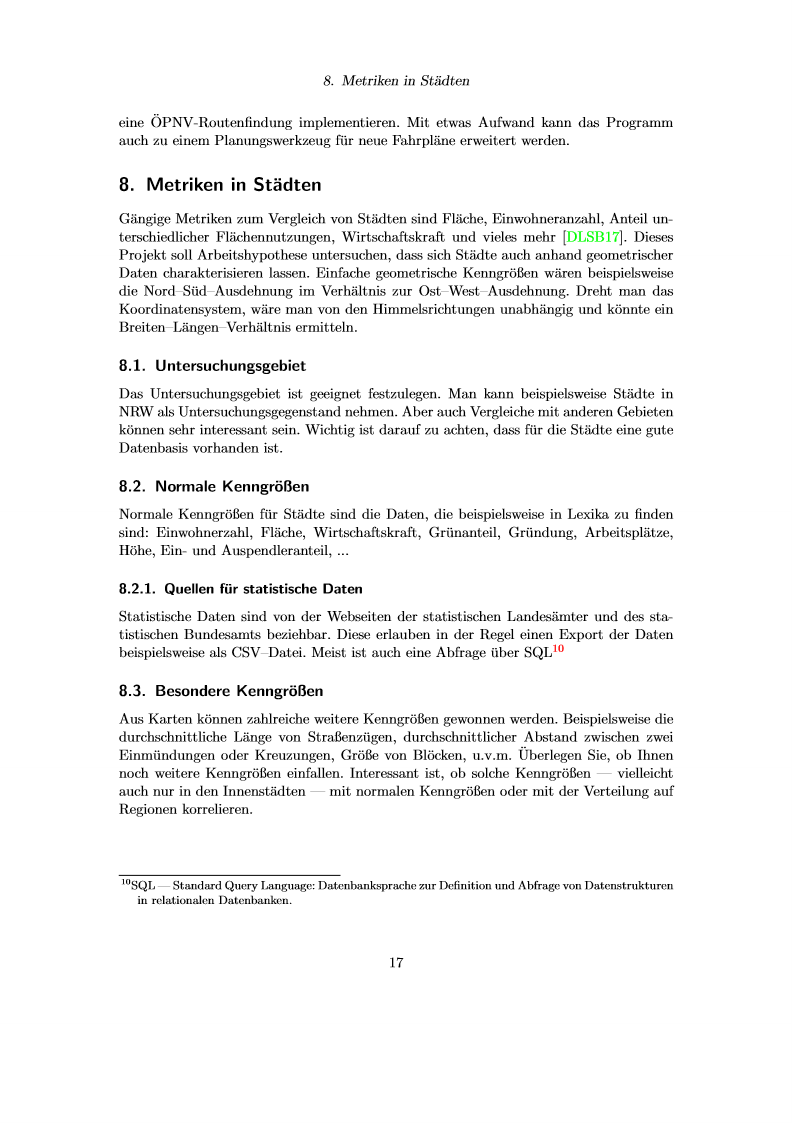 8. Metriken in Städten
eine ÖPNV-Routenfindung implementieren. Mit etwas Aufwand kann das Programm
auch zu einem Planungswerkzeug für neue Fahrpläne erweitert werden.
8. Metriken in Städten
Gängige Metriken zum Vergleich von Städten sind Fläche, Einwohneranzahl, Anteil un-
terschiedlicher Flächennutzungen, Wirtschaftskraft und vieles mehr [DLSB17]. Dieses
Projekt soll Arbeitshypothese untersuchen, dass sich Städte auch anhand geometrischer
Daten charakterisieren lassen. Einfache geometrische Kenngrößen wären beispielsweise
die Nord–Süd–Ausdehnung im Verhältnis zur Ost–West–Ausdehnung. Dreht man das
Koordinatensystem, wäre man von den Himmelsrichtungen unabhängig und könnte ein
Breiten–Längen–Verhältnis ermitteln.
8.1. Untersuchungsgebiet
Das Untersuchungsgebiet ist geeignet festzulegen. Man kann beispielsweise Städte in
NRW als Untersuchungsgegenstand nehmen. Aber auch Vergleiche mit anderen Gebieten
können sehr interessant sein. Wichtig ist darauf zu achten, dass für die Städte eine gute
Datenbasis vorhanden ist.
8.2. Normale Kenngrößen
Normale Kenngrößen für Städte sind die Daten, die beispielsweise in Lexika zu finden
sind: Einwohnerzahl, Fläche, Wirtschaftskraft, Grünanteil, Gründung, Arbeitsplätze,
Höhe, Ein- und Auspendleranteil, ...
8.2.1. Quellen für statistische Daten
Statistische Daten sind von der Webseiten der statistischen Landesämter und des sta-
tistischen Bundesamts beziehbar. Diese erlauben in der Regel einen Export der Daten
beispielsweise als CSV–Datei. Meist ist auch eine Abfrage über SQL10
8.3. Besondere Kenngrößen
Aus Karten können zahlreiche weitere Kenngrößen gewonnen werden. Beispielsweise die
durchschnittliche Länge von Straßenzügen, durchschnittlicher Abstand zwischen zwei
Einmündungen oder Kreuzungen, Größe von Blöcken, u.v.m. Überlegen Sie, ob Ihnen
noch weitere Kenngrößen einfallen. Interessant ist, ob solche Kenngrößen — vielleicht
auch nur in den Innenstädten — mit normalen Kenngrößen oder mit der Verteilung auf
Regionen korrelieren.
10SQL — Standard Query Language: Datenbanksprache zur Definition und Abfrage von Datenstrukturen
in relationalen Datenbanken.
17